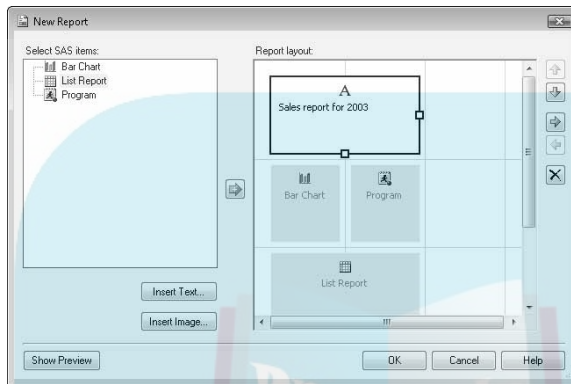 New Report
Select SAS items:
Bar Chart
List Report
Program
Insert Text...
Insert Image...
Report layout:
A
Sales report for 2003
Bar Chart
Program
List Report
Show Preview
OK
Cancel
Help